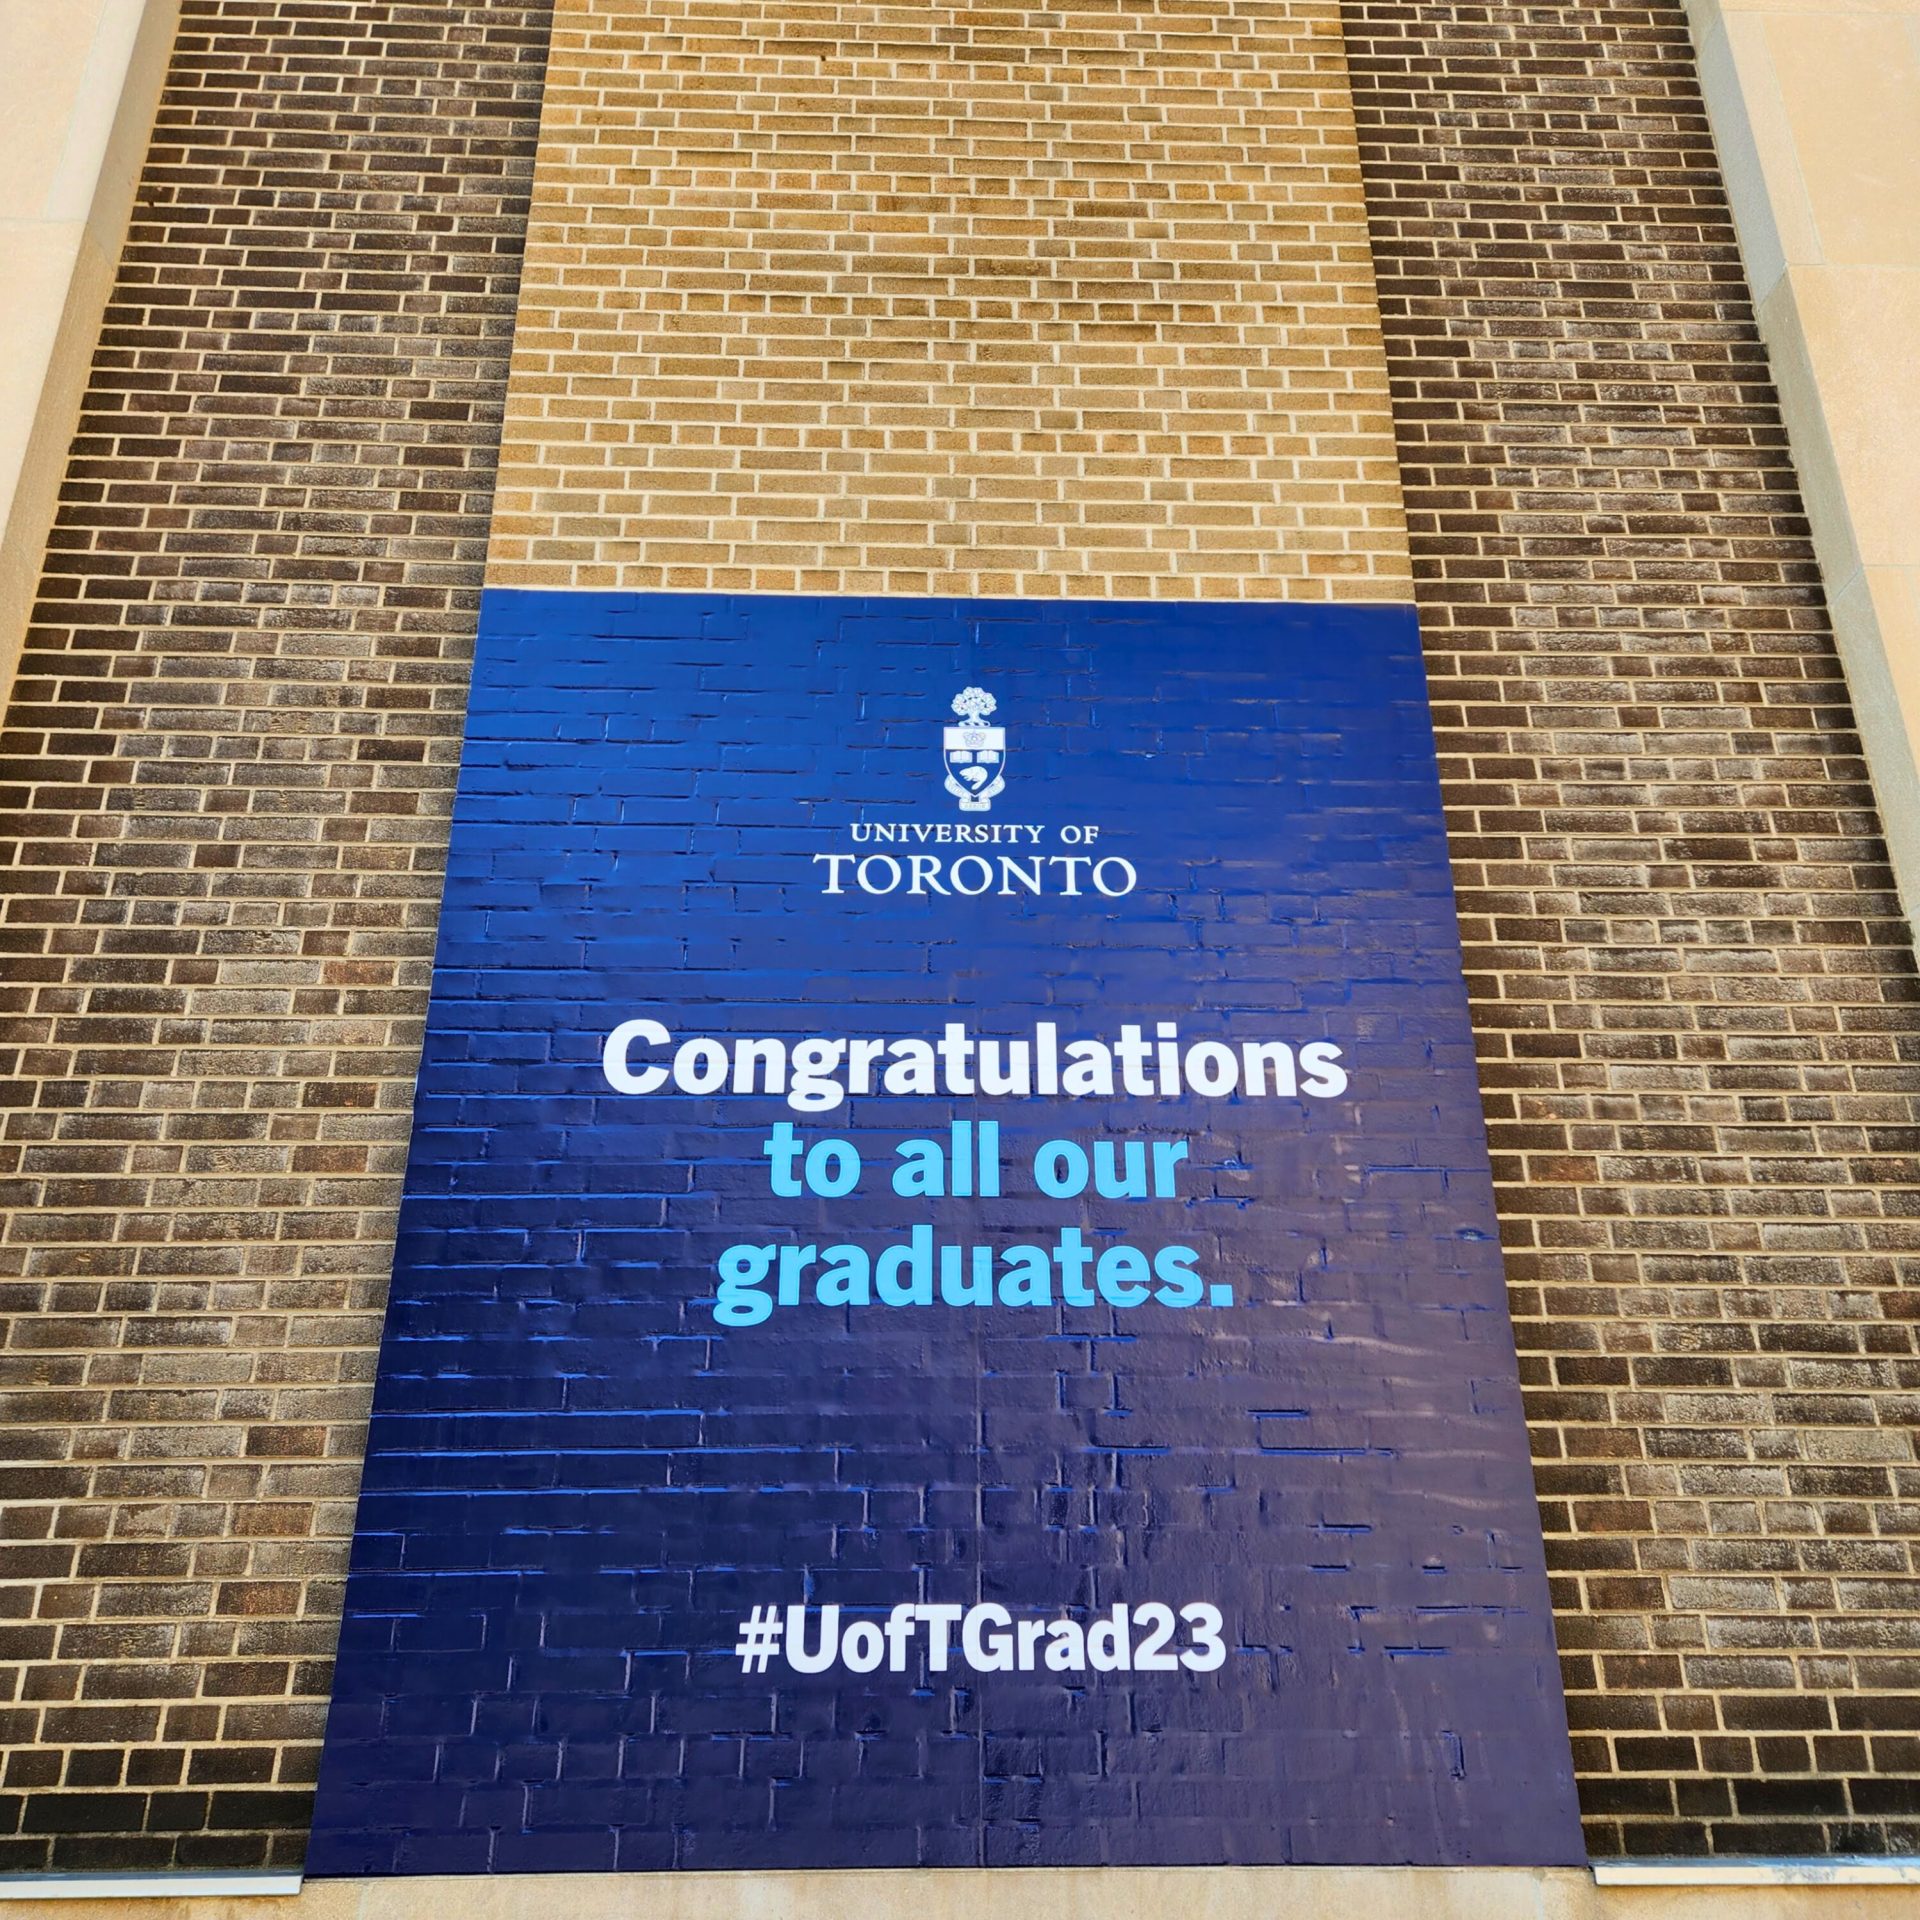 UNIVERSITY OF
TORONTO
Congratulations
to all our
graduates.
#UofTGrad23